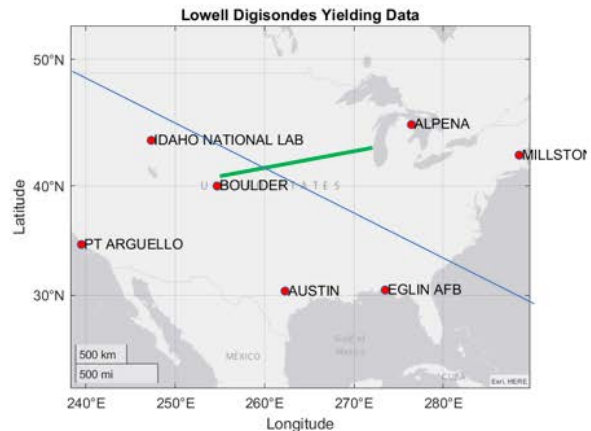 Lowell Digisondes Yielding Data
50°N
40°N
30°N
Latitude
ALPENA
IDAHO NATIONAL LAB
MILLSTON
BOULDER
UNITED STATES
PT ARGUELLO
AUSTIN
EGLIN AFB
Gulf of
Mexico
MÉXICO
CUBA
500 km
500 mi
Esri, HERE
240°E 250°E 260°E 270°E 280°E
Longitude